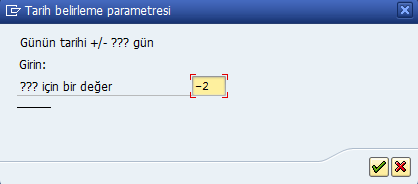 Tarih belirleme parametresi
Günün tarihi +/- ??? gün
Girin:
??? için bir değer -2